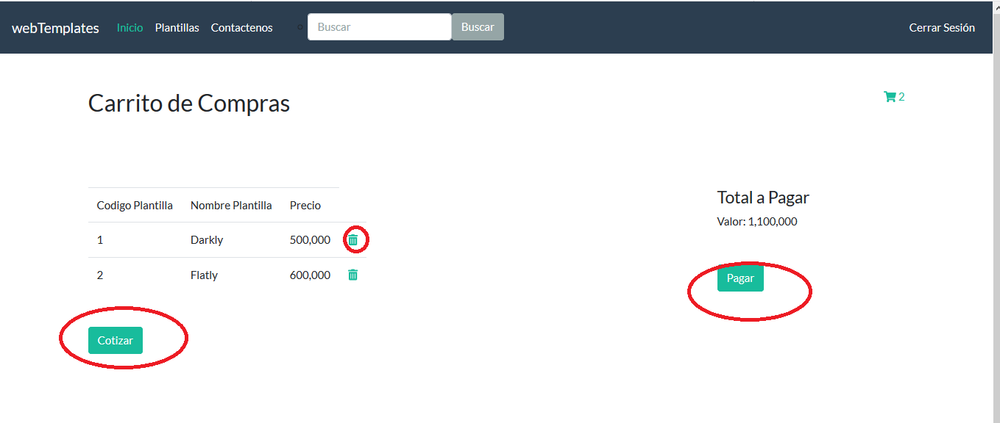 webTemplates Inicio Plantillas Contactenos Buscar Buscar Cerrar Sesión
Carrito de Compras
2
Codigo Plantilla Nombre Plantilla Precio
1 Darkly 500,000
2 Flatly 600,000
Cotizar
Total a Pagar
Valor: 1,100,000
Pagar